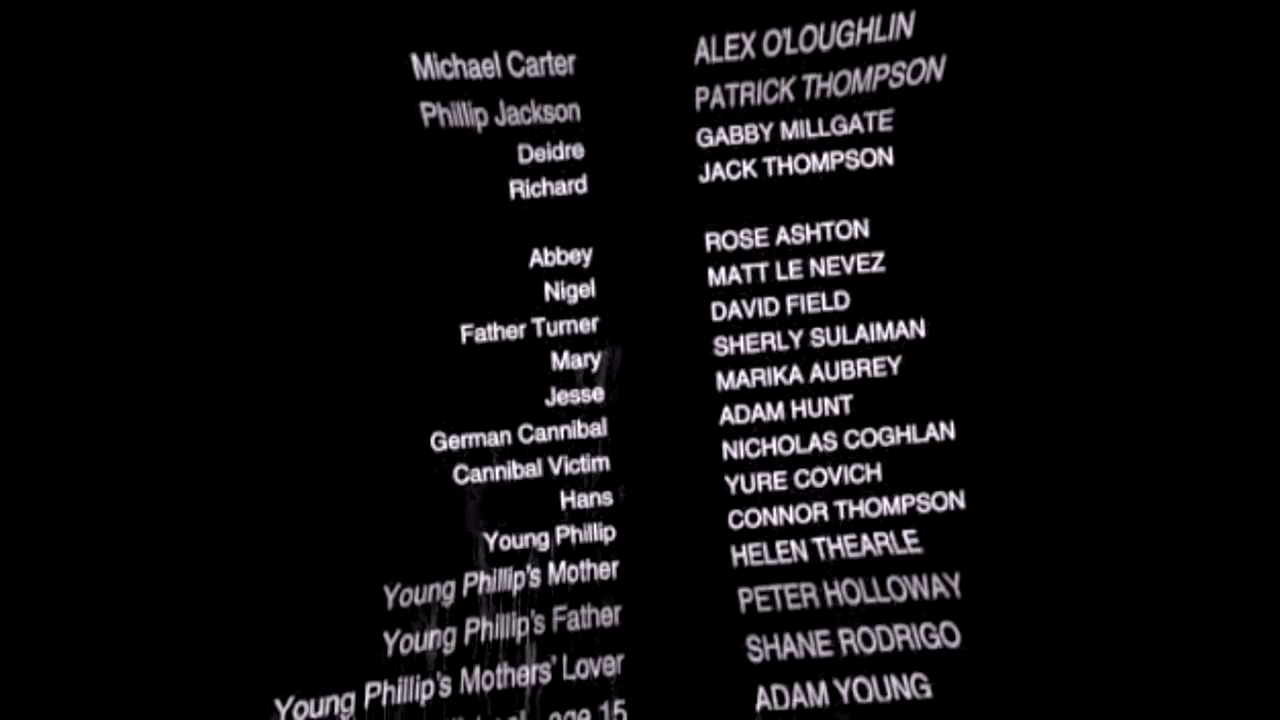 Michael Carter ALEX O'LOUGHLIN
Phillip Jackson PATRICK THOMPSON
Deidre GABBY MILLGATE
Richard JACK THOMPSON
Abbey ROSE ASHTON
Nigel MATT LE NEVEZ
Father Turner DAVID FIELD
Mary SHERLY SULAIMAN
Jesse MARIKA AUBREY
German Cannibal ADAM HUNT
Cannibal Victim NICHOLAS COGHLAN
Hans YURE COVICH
Young Phillip CONNOR THOMPSON
Young Phillip's Mother HELEN THEARLE
Young Phillip's Father PETER HOLLOWAY
Young Phillip's Mothers' Lover SHANE RODRIGO
age 15 ADAM YOUNG